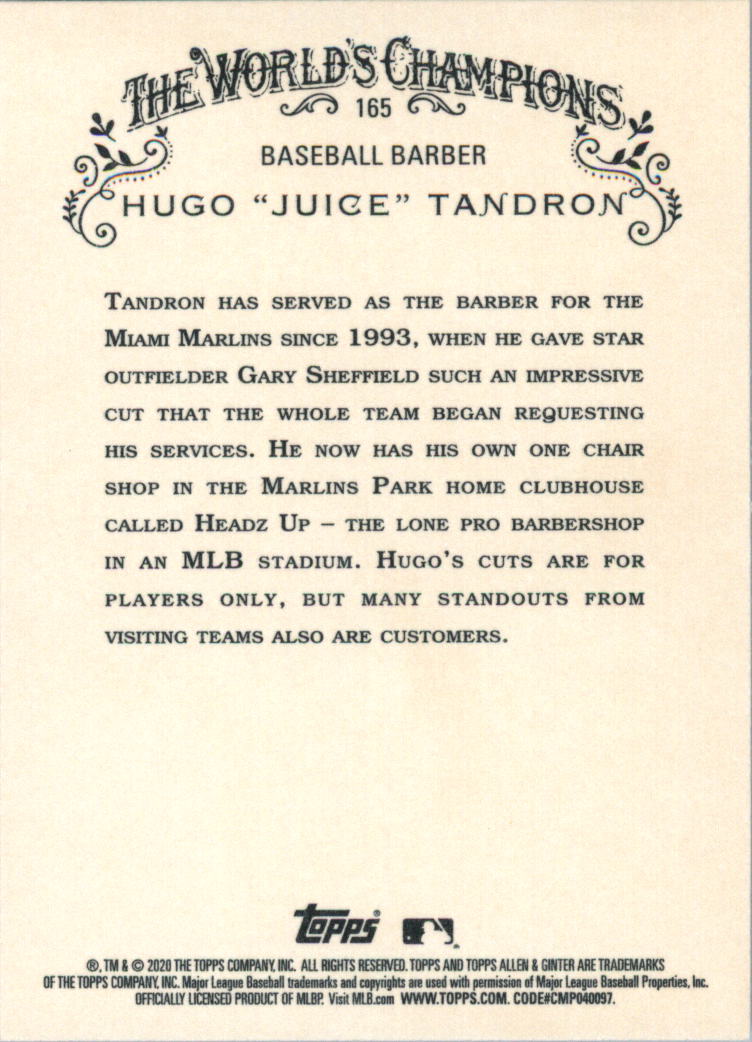 THE WORLD'S CHAMPIONS
165
BASEBALL BARBER
HUGO “JUICE” TANDRON
TANDRON HAS SERVED AS THE BARBER FOR THE
MIAMI MARLINS SINCE 1993, WHEN HE GAVE STAR
OUTFIELDER GARY SHEFFIELD SUCH AN IMPRESSIVE
CUT THAT THE WHOLE TEAM BEGAN REQUESTING
HIS SERVICES. HE NOW HAS HIS OWN ONE CHAIR
SHOP IN THE MARLINS PARK HOME CLUBHOUSE
CALLED HEADZ UP – THE LONE PRO BARBERSHOP
IN AN MLB STADIUM. HUGO'S CUTS ARE FOR
PLAYERS ONLY, BUT MANY STANDOUTS FROM
VISITING TEAMS ALSO ARE CUSTOMERS.
topps®
®, TM & © 2020 THE TOPPS COMPANY, INC. ALL RIGHTS RESERVED. TOPPS AND TOPPS ALLEN & GINTER ARE TRADEMARKS
OF THE TOPPS COMPANY, INC. Major League Baseball trademarks and copyrights are used with permission of Major League Baseball Properties, Inc.
OFFICIALLY LICENSED PRODUCT OF MLBP. Visit MLB.com WWW.TOPPS.COM. CODE#CMP040097.